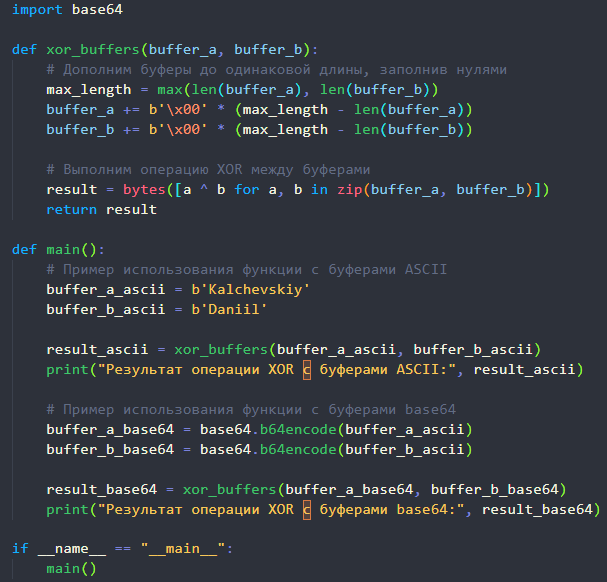 import base64
def xor_buffers(buffer_a, buffer_b):
    # Дополним буферы до одинаковой длины, заполнив нулями
    max_length = max(len(buffer_a), len(buffer_b))
    buffer_a += b'\x00' * (max_length - len(buffer_a))
    buffer_b += b'\x00' * (max_length - len(buffer_b))
    # Выполним операцию XOR между буферами
    result = bytes([a ^ b for a, b in zip(buffer_a, buffer_b)])
    return result
def main():
    # Пример использования функции с буферами ASCII
    buffer_a_ascii = b'Kalchevskiy'
    buffer_b_ascii = b'Daniil'
    result_ascii = xor_buffers(buffer_a_ascii, buffer_b_ascii)
    print("Результат операции XOR с буферами ASCII:", result_ascii)
    # Пример использования функции с буферами base64
    buffer_a_base64 = base64.b64encode(buffer_a_ascii)
    buffer_b_base64 = base64.b64encode(buffer_b_ascii)
    result_base64 = xor_buffers(buffer_a_base64, buffer_b_base64)
    print("Результат операции XOR с буферами base64:", result_base64)
if __name__ == "__main__":
    main()